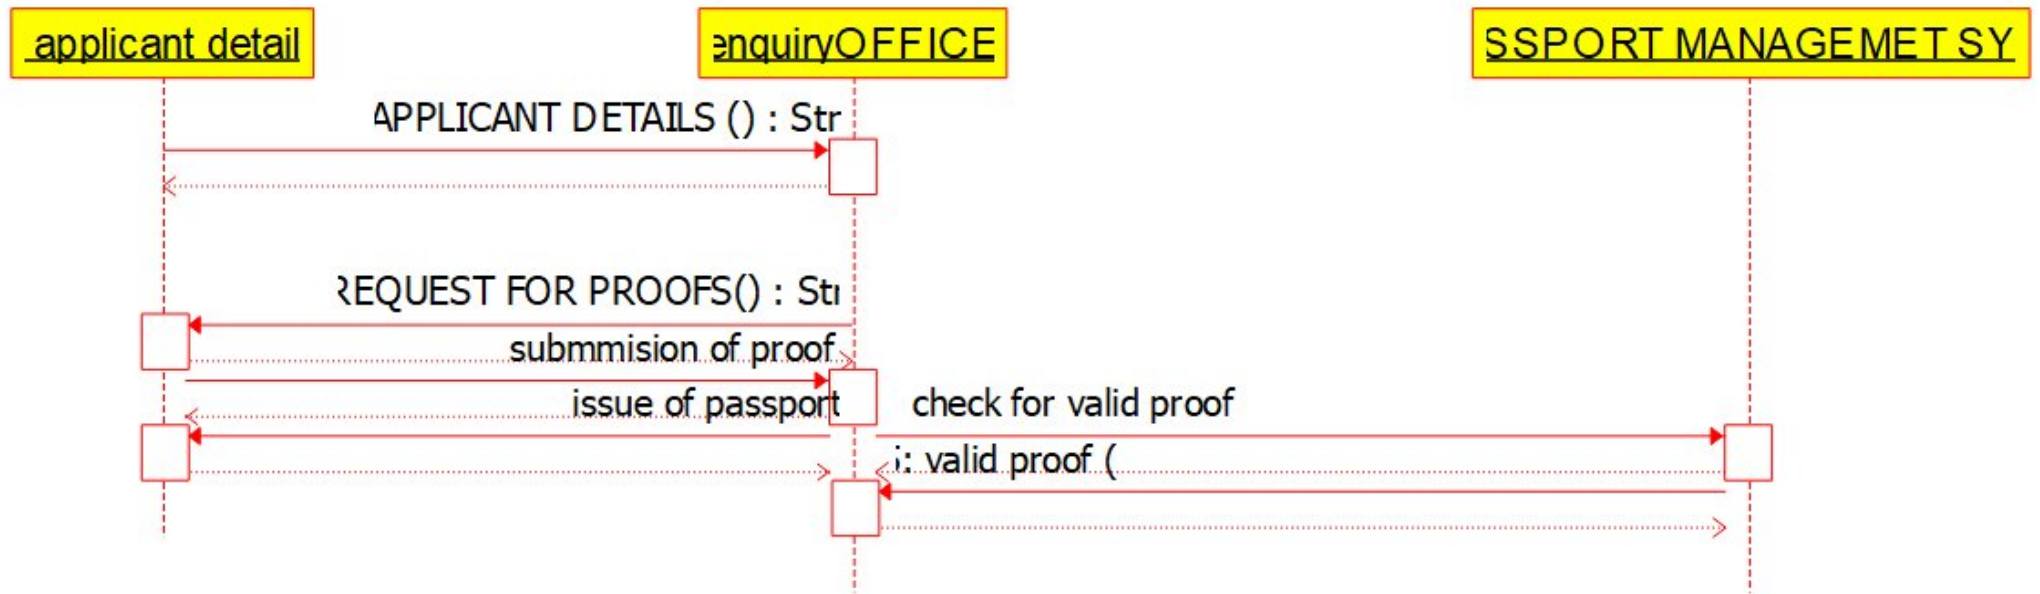 applicant detail
enquiryOFFICE
SSPORT MANAGEMET SY
APPLICANT DETAILS () : Str
REQUEST FOR PROOFS() : Str
submmision of proof
issue of passport
check for valid proof
: valid proof (